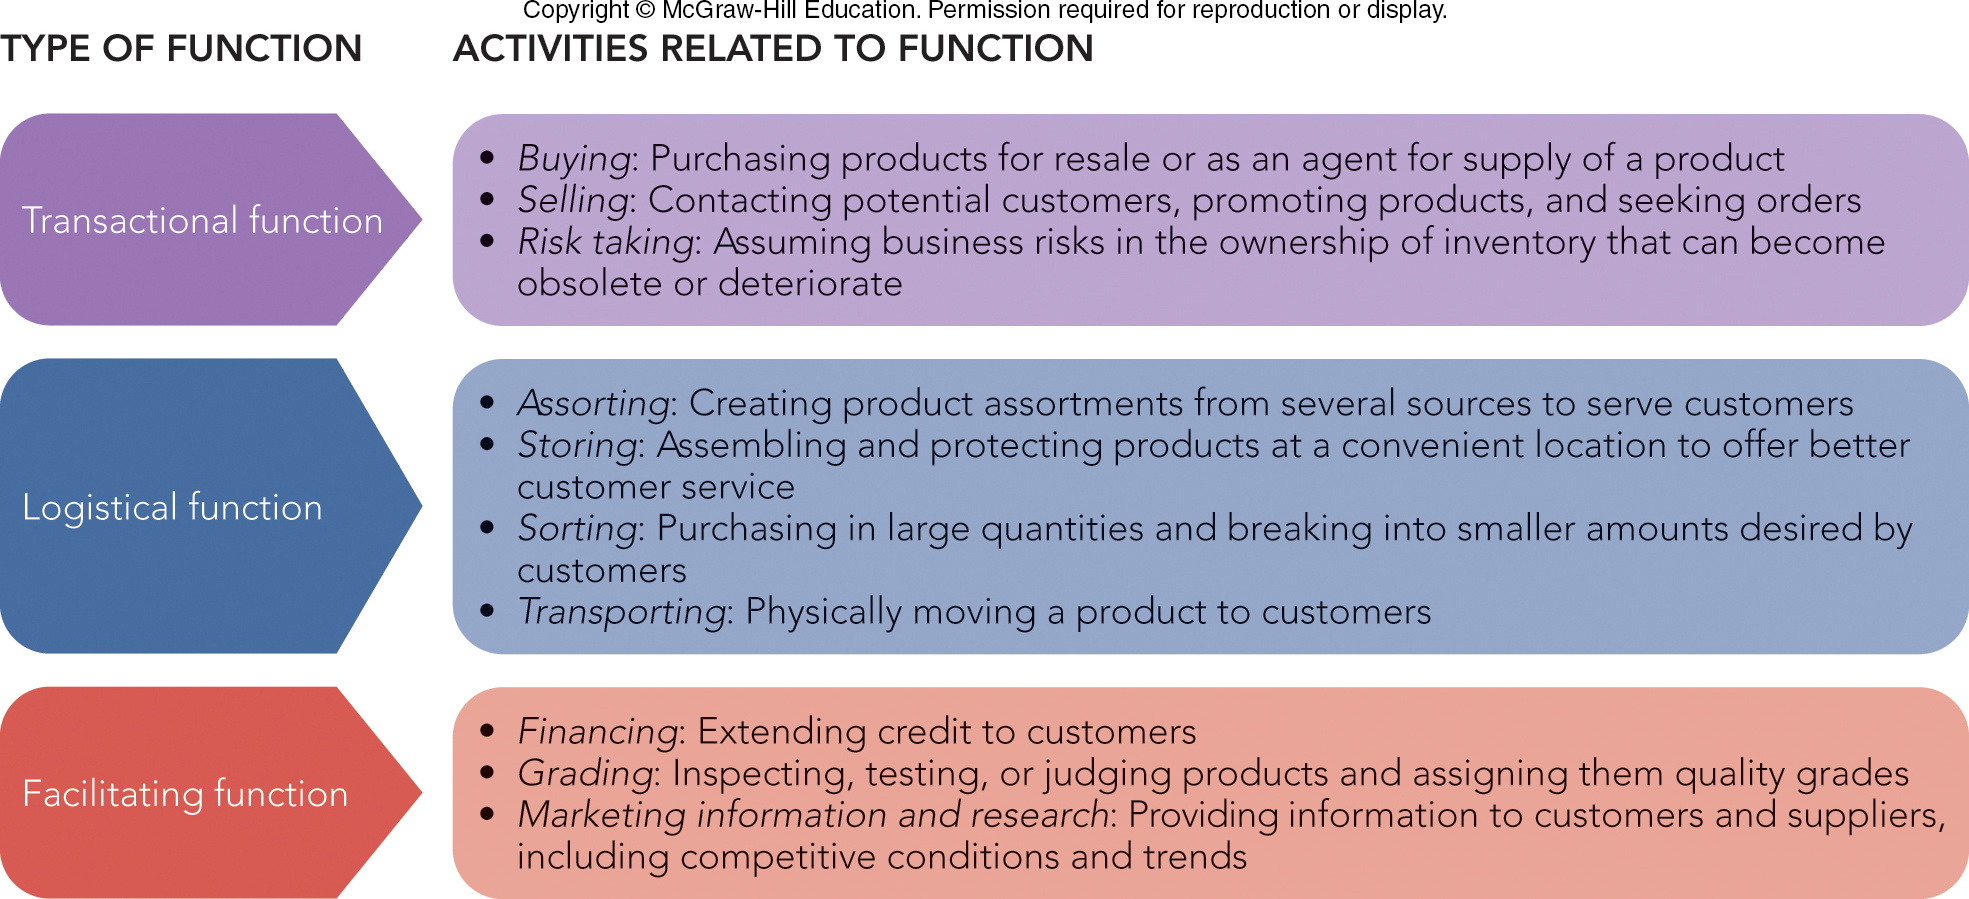 Copyright © McGraw-Hill Education. Permission required for reproduction or display.
TYPE OF FUNCTION
ACTIVITIES RELATED TO FUNCTION
Transactional function
• Buying: Purchasing products for resale or as an agent for supply of a product
• Selling: Contacting potential customers, promoting products, and seeking orders
• Risk taking: Assuming business risks in the ownership of inventory that can become
obsolete or deteriorate
Logistical function
• Assorting: Creating product assortments from several sources to serve customers
• Storing: Assembling and protecting products at a convenient location to offer better
customer service
• Sorting: Purchasing in large quantities and breaking into smaller amounts desired by
customers
• Transporting: Physically moving a product to customers
Facilitating function
• Financing: Extending credit to customers
• Grading: Inspecting, testing, or judging products and assigning them quality grades
• Marketing information and research: Providing information to customers and suppliers,
including competitive conditions and trends